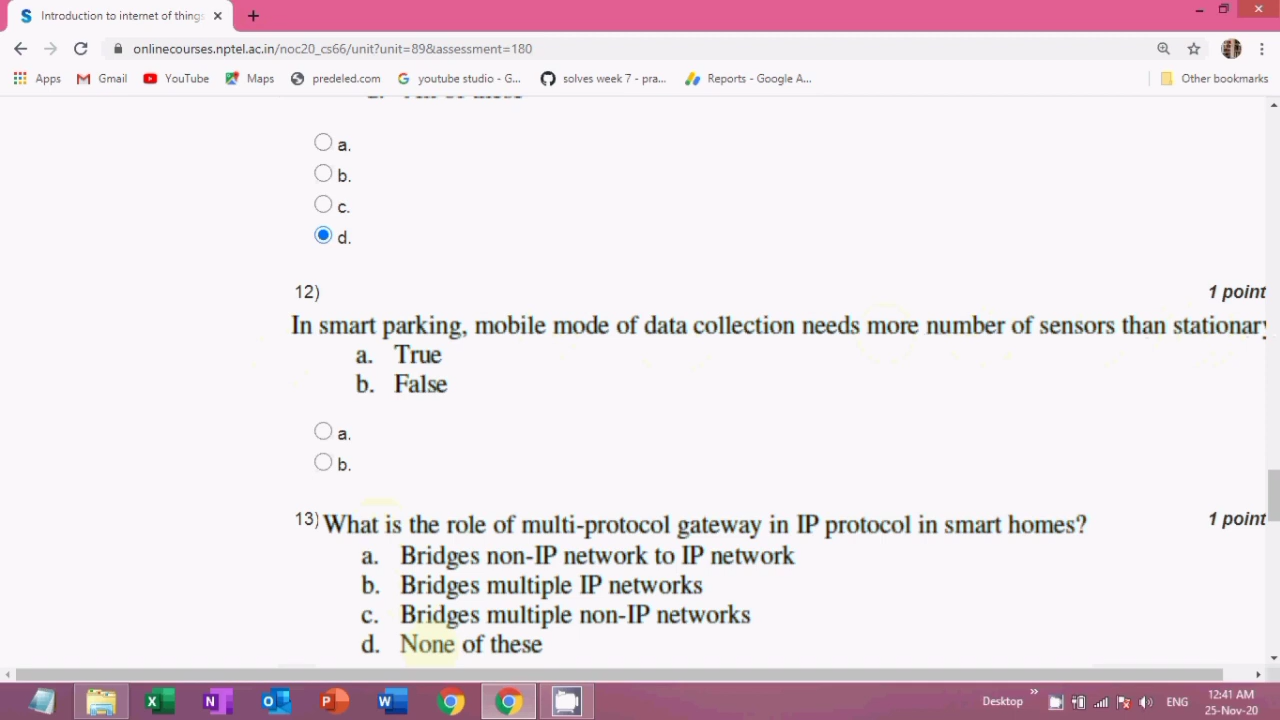 Introduction to internet of things
onlinecourses.nptel.ac.in/noc20_cs66/unit?unit=89&assessment=180
Apps Gmail YouTube Maps predeled.com youtube studio - G... solves week 7 - pra... Reports - Google A... Other bookmarks
a.
b.
c.
d.
12) 1 point
In smart parking, mobile mode of data collection needs more number of sensors than stationary
a. True
b. False
a.
b.
13) What is the role of multi-protocol gateway in IP protocol in smart homes? 1 point
a. Bridges non-IP network to IP network
b. Bridges multiple IP networks
c. Bridges multiple non-IP networks
d. None of these
Desktop ENG 12:41 AM
25-Nov-20